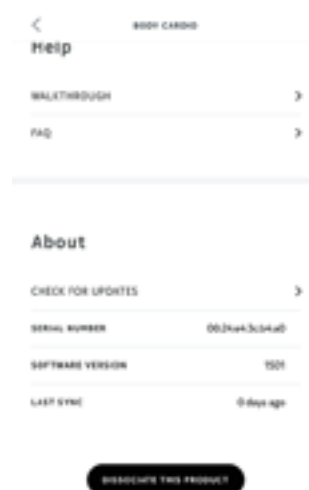 BODY CARDIO
Help
WALKTHROUGH
FAQ
About
CHECK FOR UPDATES
SERIAL NUMBER
SOFTWARE VERSION 1501
LAST SYNC 0 days ago
DISSOCIATE THIS PRODUCT